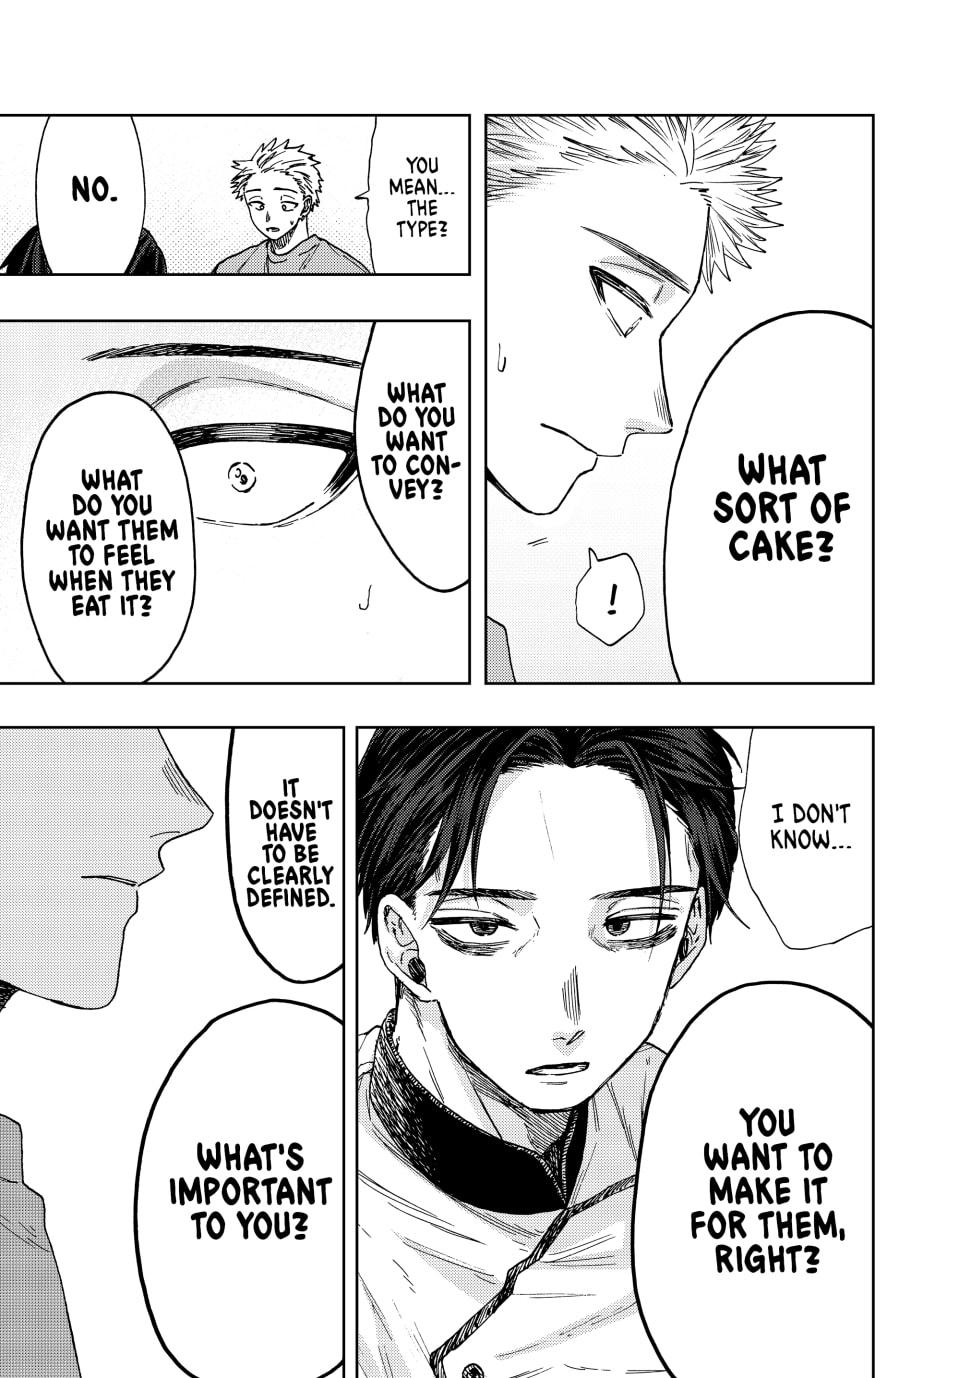 WHAT
SORT OF
CAKE?
!
YOU
MEAN...
THE
TYPE?
NO.
WHAT
DO YOU
WANT
TO CON-
VEY?
WHAT
DO YOU
WANT THEM
TO FEEL
WHEN THEY
EAT IT?
I DON'T
KNOW...
YOU
WANT TO
MAKE IT
FOR THEM,
RIGHT?
IT
DOESN'T
HAVE
TO BE
CLEARLY
DEFINED.
WHAT'S
IMPORTANT
TO YOU?